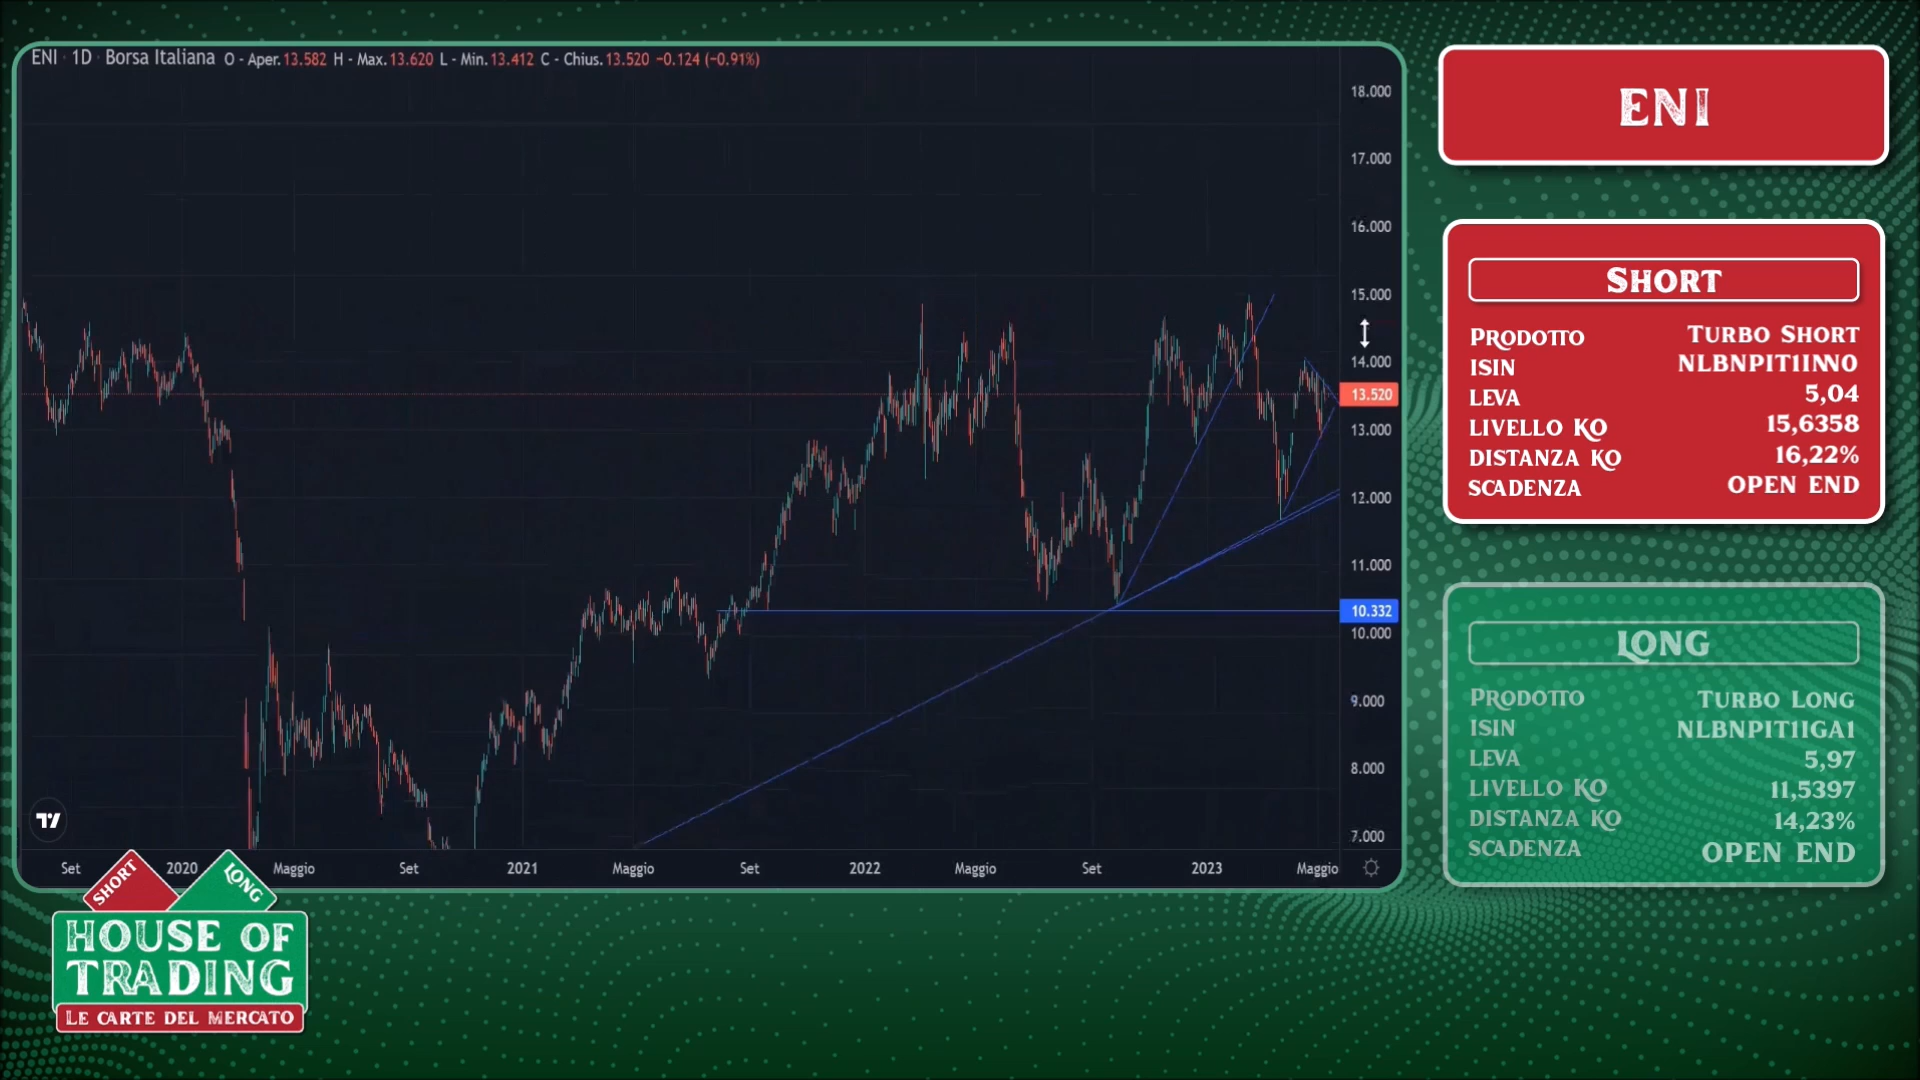 ENI · 1D · Borsa Italiana O - Aper. 13.582 H - Max. 13.620 L - Min. 13.412 C - Chius. 13.520 −0.124 (−0.91%)
18.000
17.000
16.000
15.000
14.000
13.520
13.000
12.000
11.000
10.332
10.000
9.000
8.000
7.000
Set 2020 Maggio Set 2021 Maggio Set 2022 Maggio Set 2023 Maggio
ENI
SHORT
PRODOTTO TURBO SHORT
ISIN NLBNPIT1INN0
LEVA 5,04
LIVELLO KO 15,6358
DISTANZA KO 16,22%
SCADENZA OPEN END
LONG
PRODOTTO TURBO LONG
ISIN NLBNPIT1IGA1
LEVA 5,97
LIVELLO KO 11,5397
DISTANZA KO 14,23%
SCADENZA OPEN END
SHORT LONG
HOUSE OF
TRADING
LE CARTE DEL MERCATO